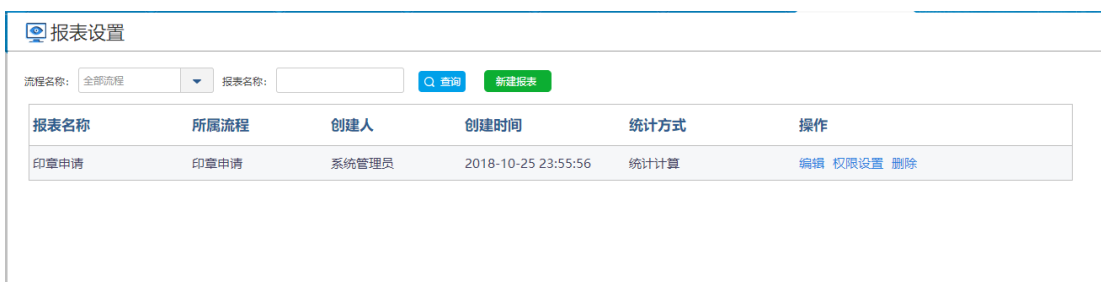 报表设置
流程名称: 全部流程 报表名称: 查询 新建报表
报表名称 所属流程 创建人 创建时间 统计方式 操作
印章申请 印章申请 系统管理员 2018-10-25 23:55:56 统计计算 编辑 权限设置 删除